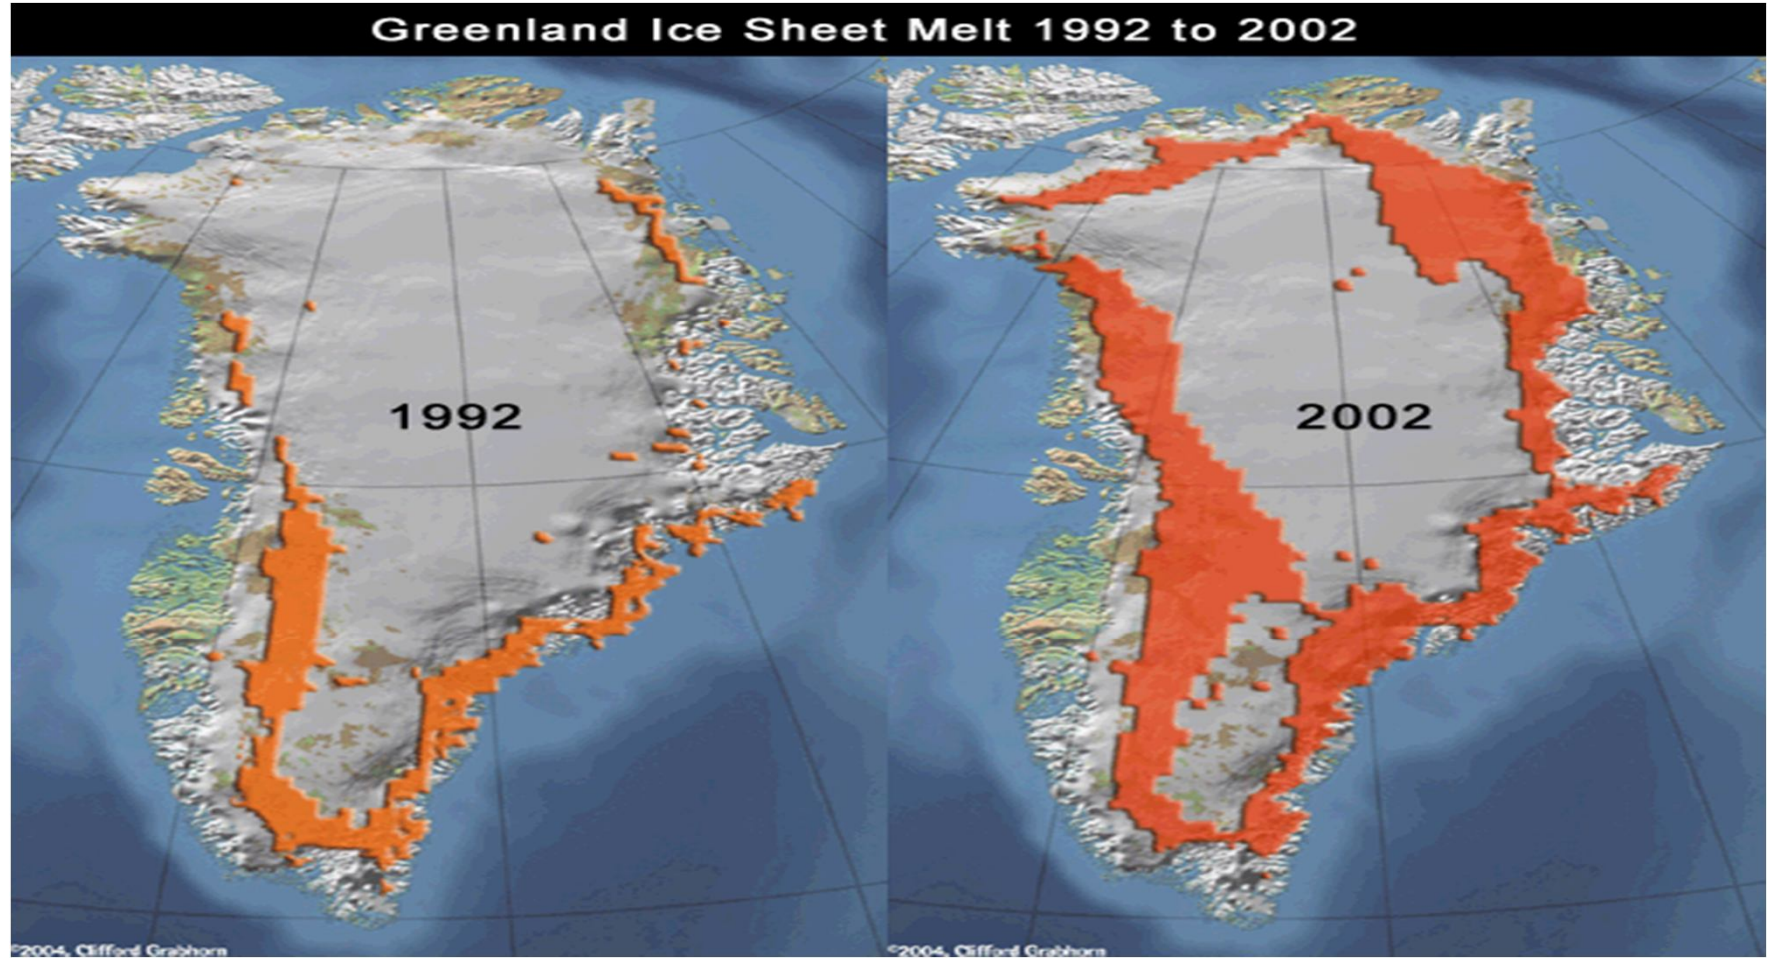 Greenland Ice Sheet Melt 1992 to 2002
1992
2002
©2004, Clifford Grabhorn
©2004, Clifford Grabhorn